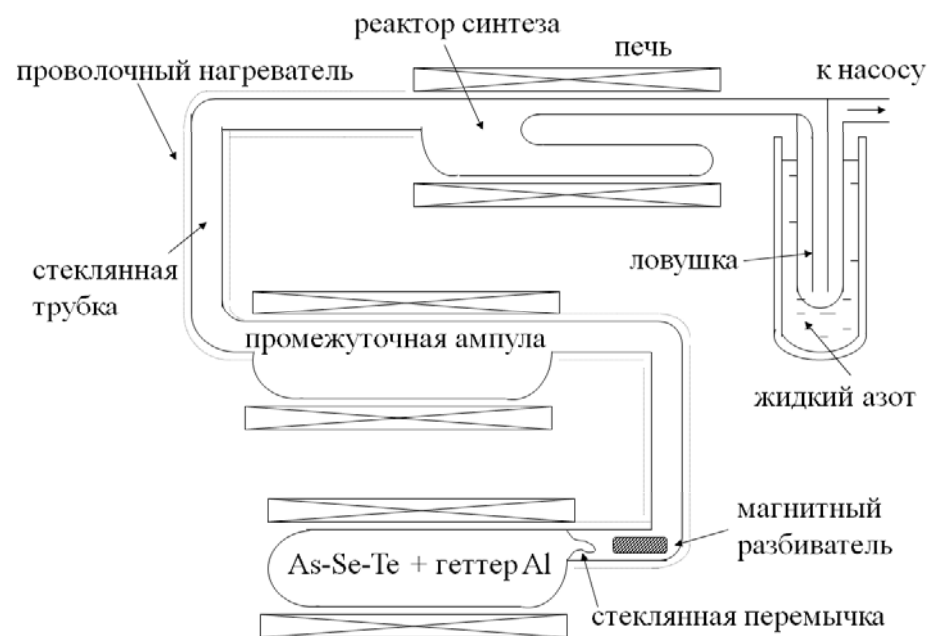 реактор синтеза
печь
проволочный нагреватель
к насосу
стеклянная
трубка
ловушка
промежуточная ампула
жидкий азот
магнитный
разбиватель
As-Se-Te + геттер Al
стеклянная перемычка